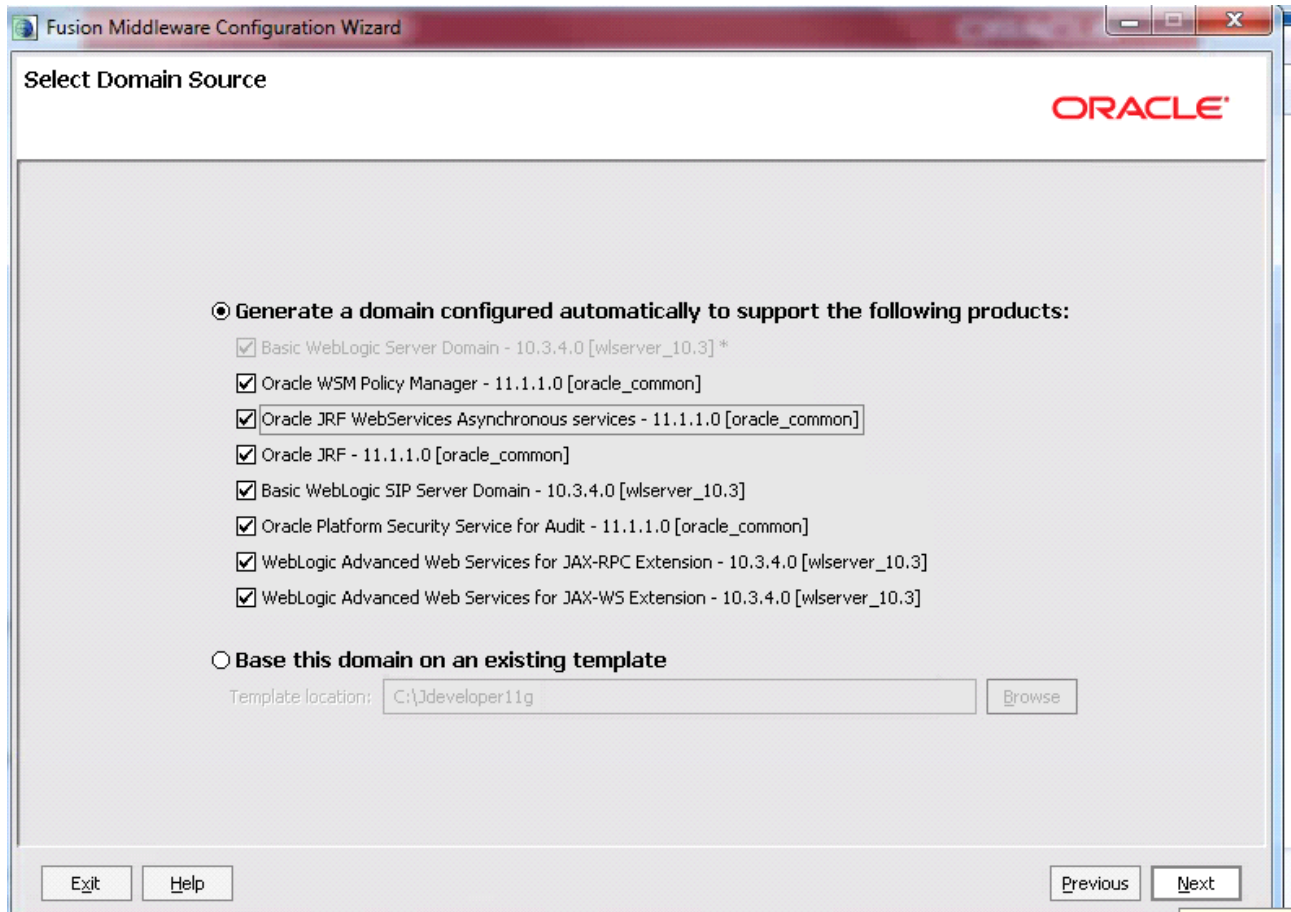 Fusion Middleware Configuration Wizard
Select Domain Source
ORACLE
Generate a domain configured automatically to support the following products:
Basic WebLogic Server Domain - 10.3.4.0 [wlserver_10.3] *
Oracle WSM Policy Manager - 11.1.1.0 [oracle_common]
Oracle JRF WebServices Asynchronous services - 11.1.1.0 [oracle_common]
Oracle JRF - 11.1.1.0 [oracle_common]
Basic WebLogic SIP Server Domain - 10.3.4.0 [wlserver_10.3]
Oracle Platform Security Service for Audit - 11.1.1.0 [oracle_common]
WebLogic Advanced Web Services for JAX-RPC Extension - 10.3.4.0 [wlserver_10.3]
WebLogic Advanced Web Services for JAX-WS Extension - 10.3.4.0 [wlserver_10.3]
Base this domain on an existing template
Template location: C:\Jdeveloper11g Browse
Exit Help Previous Next